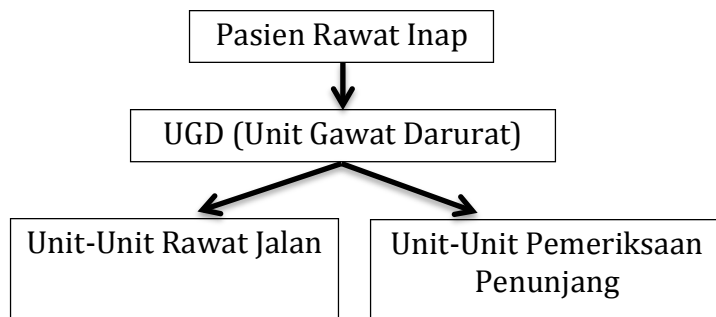 Pasien Rawat Inap
UGD (Unit Gawat Darurat)
Unit-Unit Rawat Jalan
Unit-Unit Pemeriksaan
Penunjang